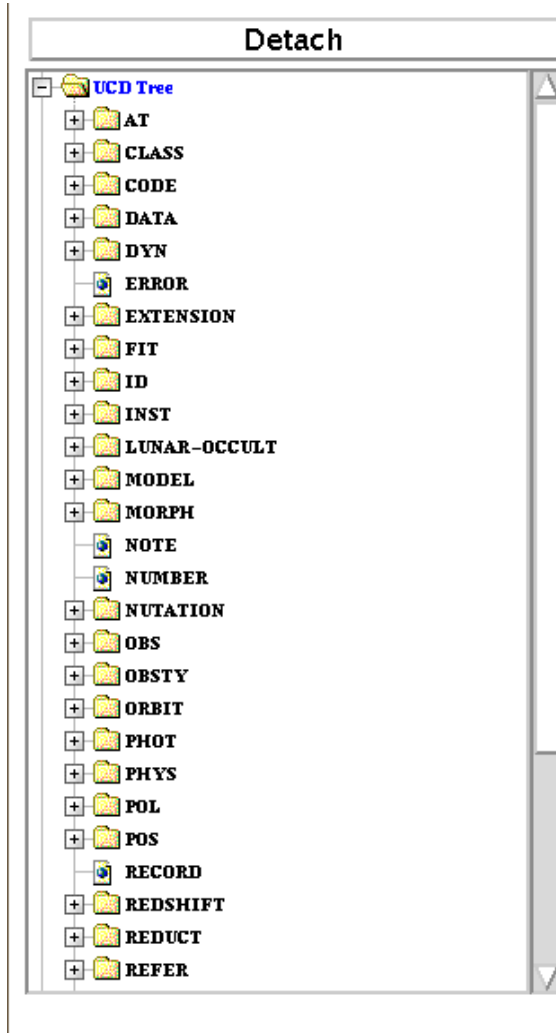 Detach
UCD Tree
AT
CLASS
CODE
DATA
DYN
ERROR
EXTENSION
FIT
ID
INST
LUNAR-OCCULT
MODEL
MORPH
NOTE
NUMBER
NUTATION
OBS
OBSTY
ORBIT
PHOT
PHYS
POL
POS
RECORD
REDSHIFT
REDUCT
REFER